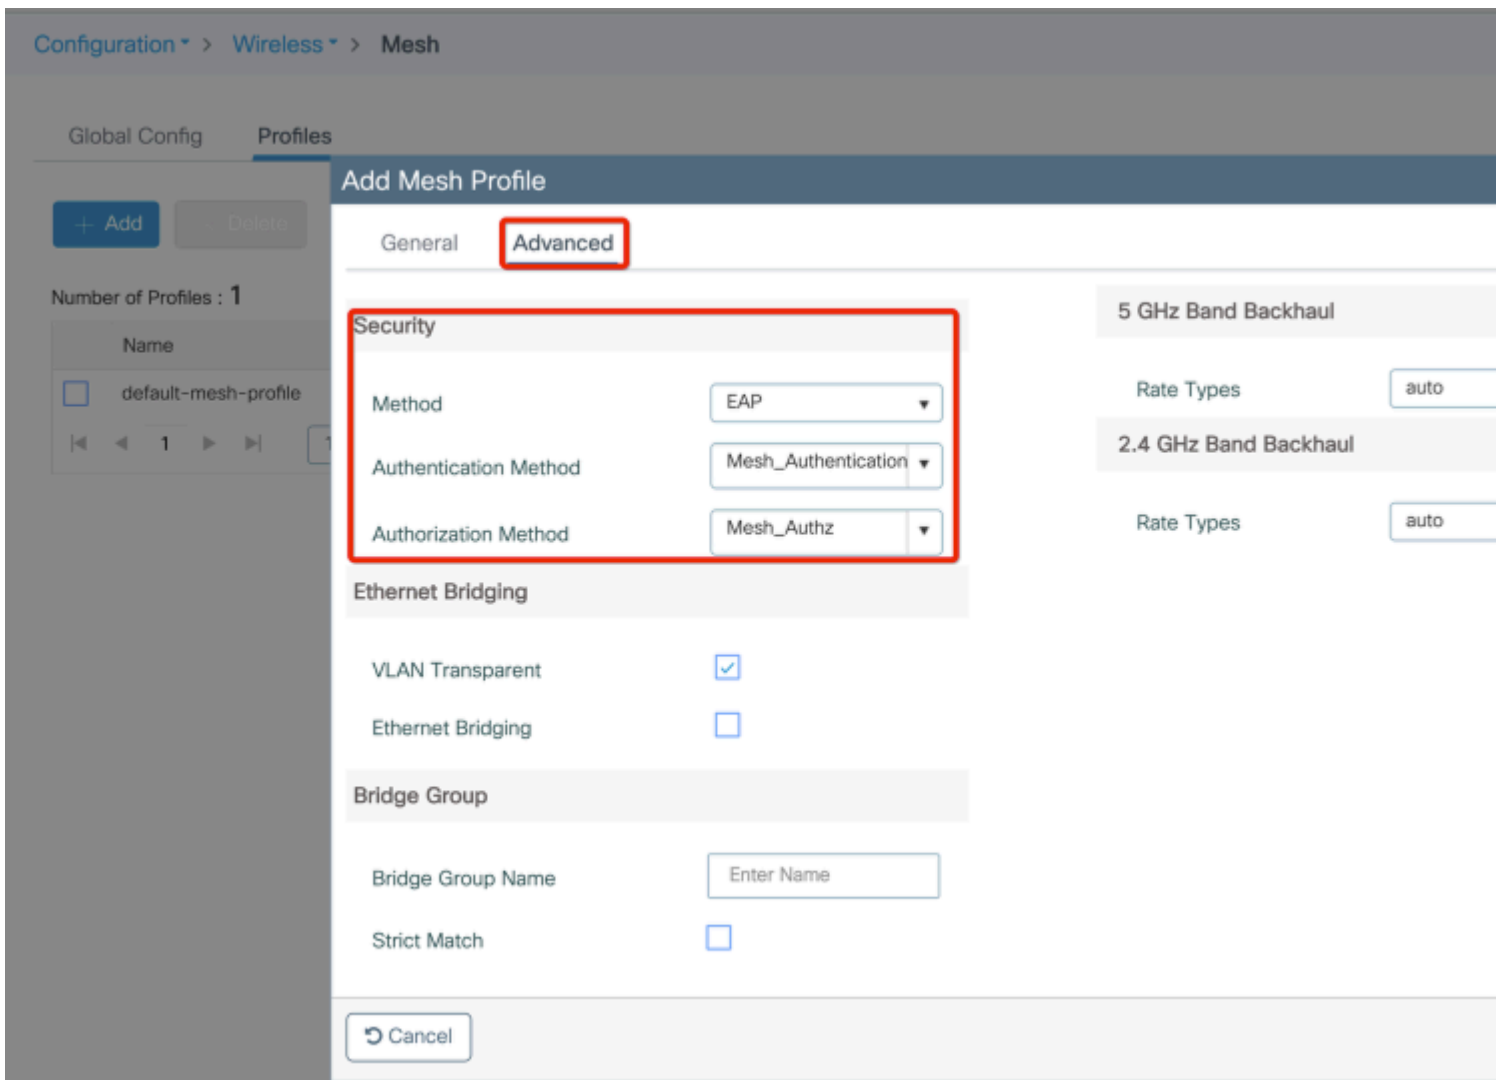 Configuration > Wireless > Mesh
Global Config Profiles
+ Add Delete
Number of Profiles : 1
Name
default-mesh-profile
1
Add Mesh Profile
General Advanced
Security
Method EAP
Authentication Method Mesh_Authentication
Authorization Method Mesh_Authz
Ethernet Bridging
VLAN Transparent
Ethernet Bridging
Bridge Group
Bridge Group Name Enter Name
Strict Match
5 GHz Band Backhaul
Rate Types auto
2.4 GHz Band Backhaul
Rate Types auto
Cancel